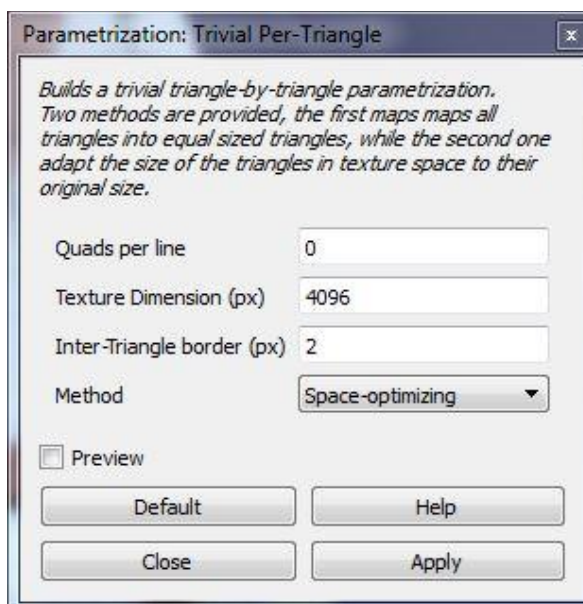 Parametrization: Trivial Per-Triangle
x
Builds a trivial triangle-by-triangle parametrization.
Two methods are provided, the first maps maps all
triangles into equal sized triangles, while the second one
adapt the size of the triangles in texture space to their
original size.
Quads per line 0
Texture Dimension (px) 4096
Inter-Triangle border (px) 2
Method Space-optimizing
Preview
Default Help
Close Apply